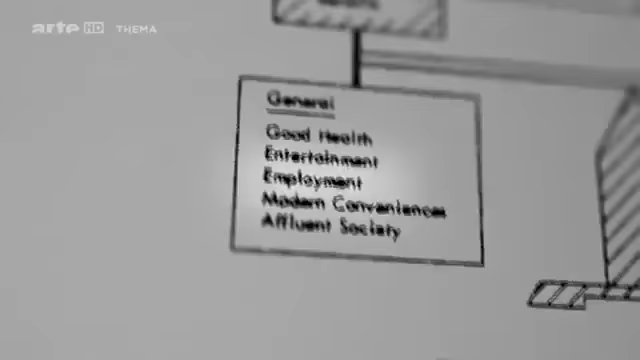 arte HD THEMA
General
Good Health
Entertainment
Employment
Modern Conveniences
Affluent Society